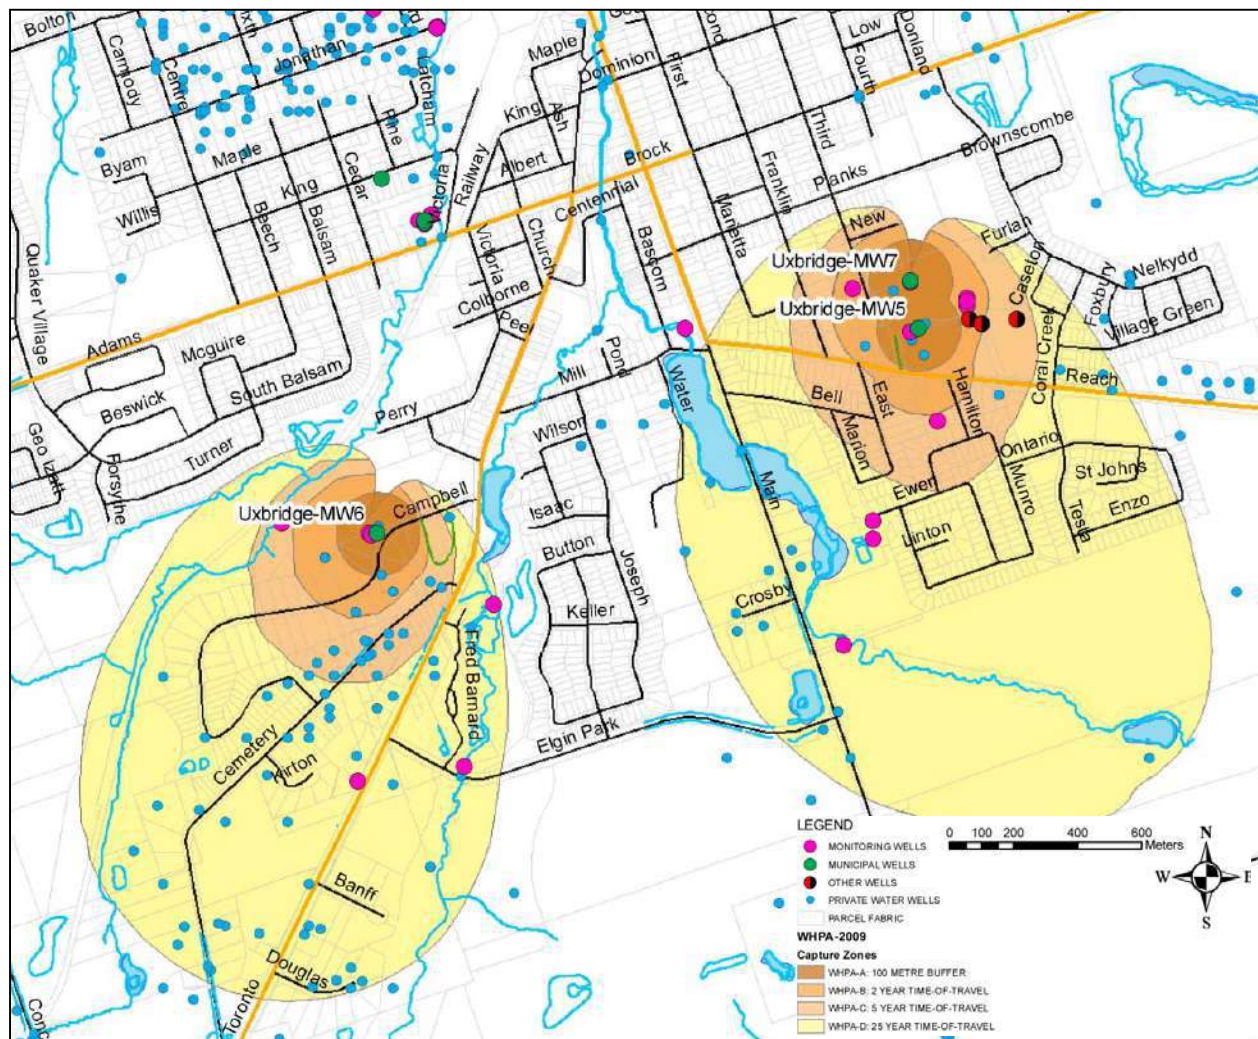 Bolton
Carmody
Centre
Jonathan
Latcham
Maple
Dominion
First
Fourth
Low
Donland
King
Ash
Pine
Third
Byam
Maple
Willis
King
Cedar
Beech
Balsam
Victoria
Railway
Albert
Brock
Centennial
Franklin
Planks
Brownscombe
Marietta
New
Furlan
Quaker Village
Victoria
Church
Bascom
Uxbridge-MW7
Caseton
Foxbury
Nelkydd
Colborne
Peel
Uxbridge-MW5
Village Green
Adams
Mcguire
South Balsam
Beswick
Mill
Pond
Water
Coral Creek
Reach
Bell
East
Hamilton
Perry
Wilson
Marion
Ontario
Turner
Forsythe
St Johns
Campbell
Isaac
Main
Ewen
Munro
Enzo
Uxbridge-MW6
Linton
Button
Joseph
Keller
Crosby
Fred Barnard
Elgin Park
Cemetery
Kirton
Banff
Douglas
Toronto
Conc
LEGEND
MONITORING WELLS
MUNICIPAL WELLS
OTHER WELLS
PRIVATE WATER WELLS
PARCEL FABRIC
0 100 200 400 600
Meters
N
W E
S
WHPA-2009
Capture Zones
WHPA-A: 100 METRE BUFFER
WHPA-B: 2 YEAR TIME-OF-TRAVEL
WHPA-C: 5 YEAR TIME-OF-TRAVEL
WHPA-D: 25 YEAR TIME-OF-TRAVEL